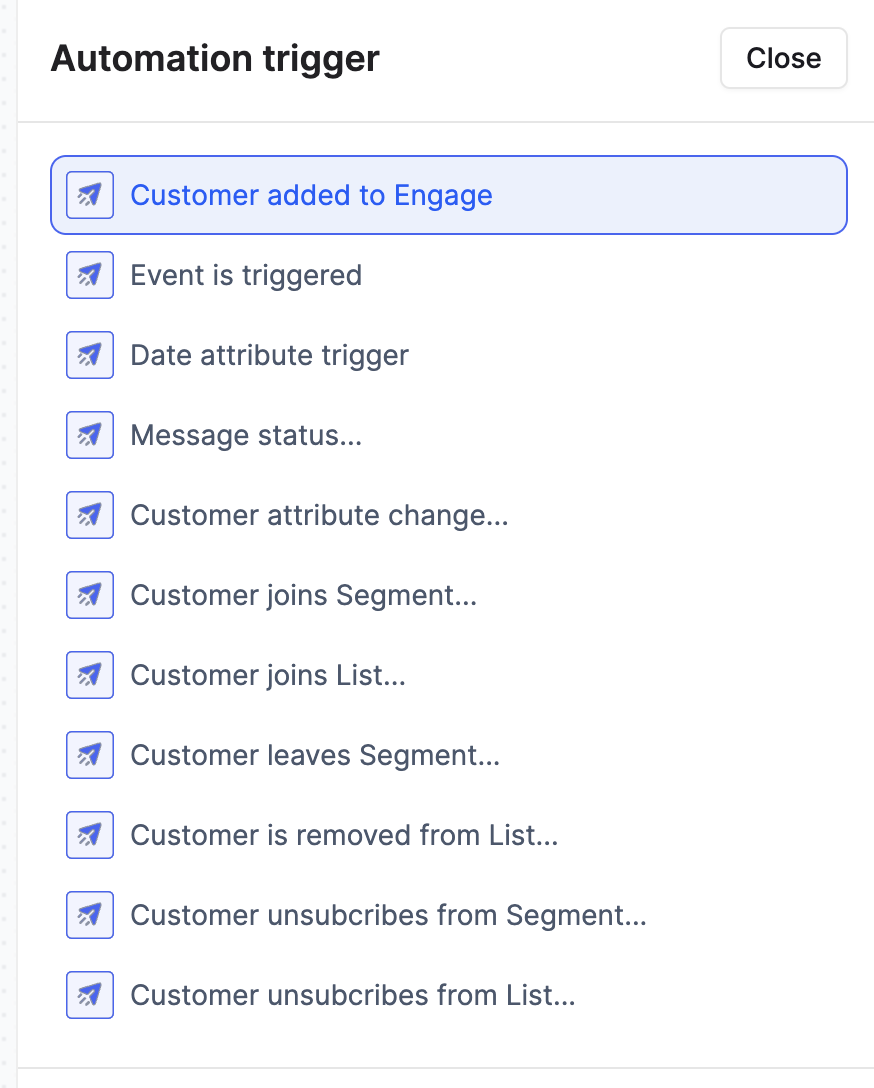 Automation trigger
Close
Customer added to Engage
Event is triggered
Date attribute trigger
Message status...
Customer attribute change...
Customer joins Segment...
Customer joins List...
Customer leaves Segment...
Customer is removed from List...
Customer unsubcribes from Segment...
Customer unsubcribes from List...